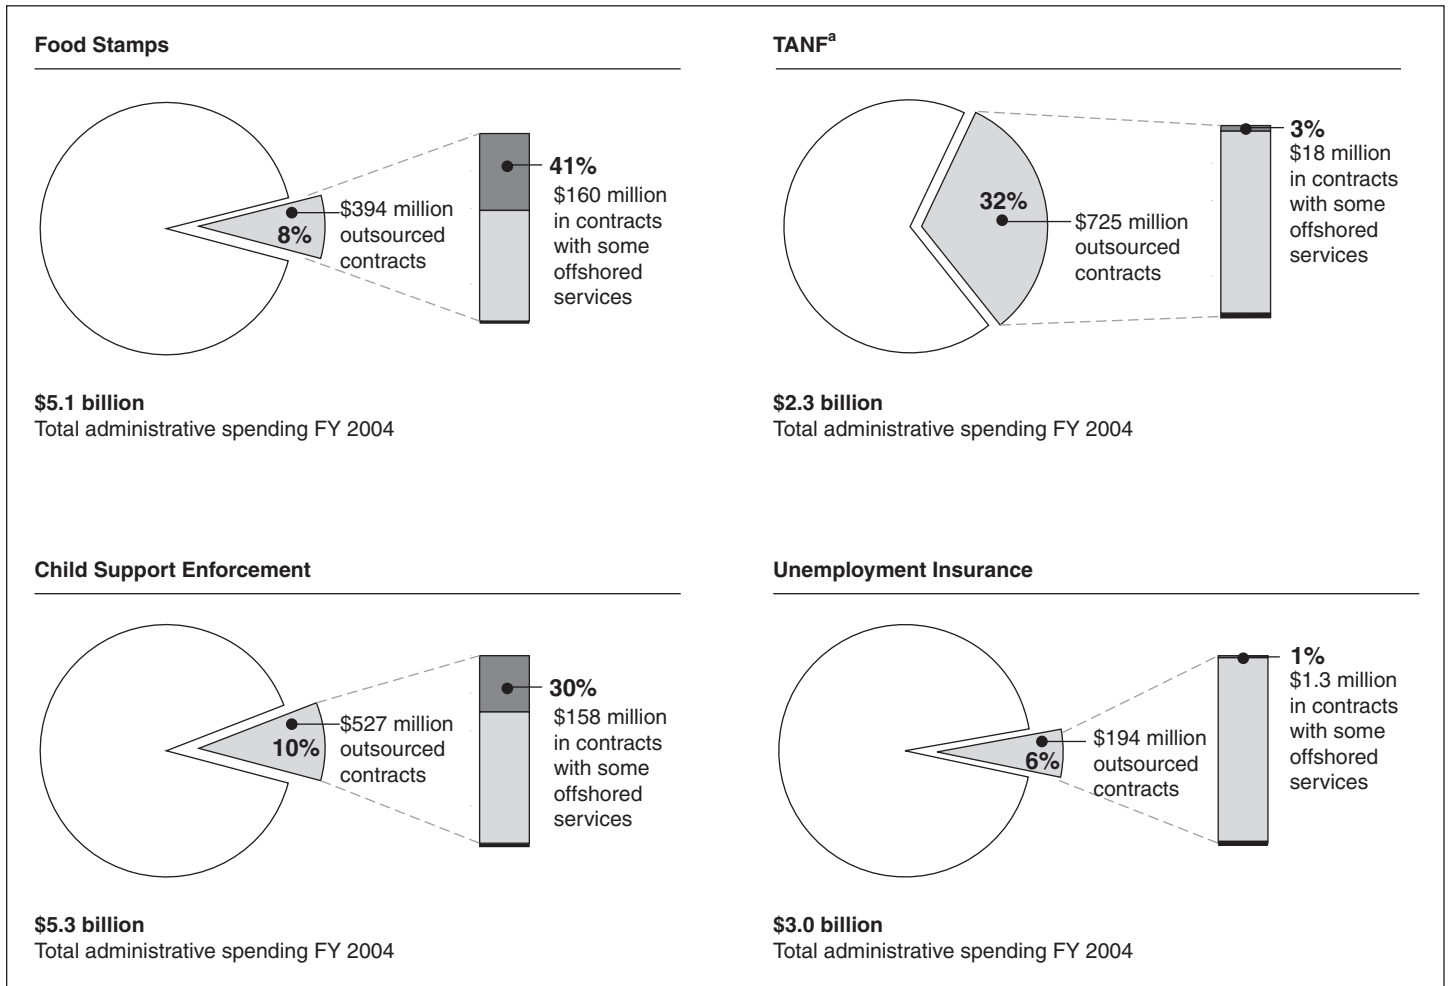 Food Stamps
8%
$394 million
outsourced
contracts
41%
$160 million
in contracts
with some
offshored
services
$5.1 billion
Total administrative spending FY 2004
TANFa
32%
$725 million
outsourced
contracts
3%
$18 million
in contracts
with some
offshored
services
$2.3 billion
Total administrative spending FY 2004
Child Support Enforcement
10%
$527 million
outsourced
contracts
30%
$158 million
in contracts
with some
offshored
services
$5.3 billion
Total administrative spending FY 2004
Unemployment Insurance
6%
$194 million
outsourced
contracts
1%
$1.3 million
in contracts
with some
offshored
services
$3.0 billion
Total administrative spending FY 2004